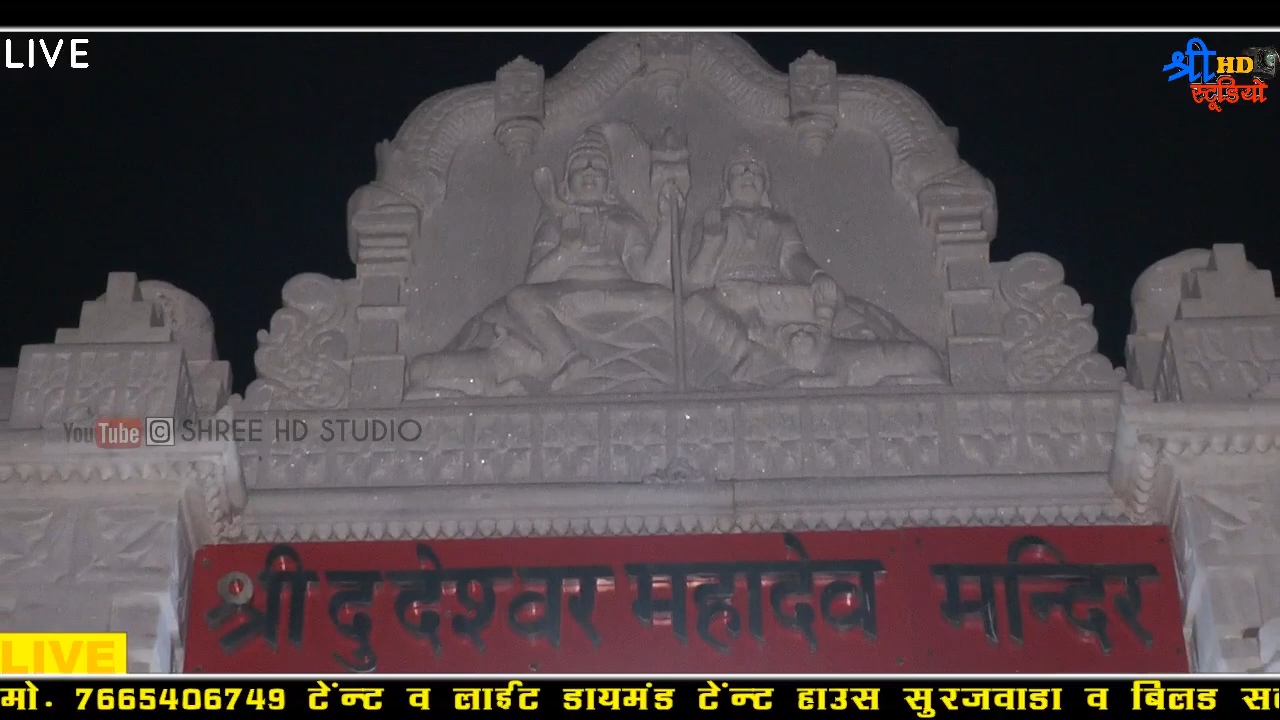 LIVE
श्री HD
स्टूडियो
YouTube © SHREE HD STUDIO
श्री दुदेश्वर महादेव मन्दिर
LIVE
मो. 7665406749 टेंन्ट व लाईट डायमंड टेंन्ट हाउस सुरजवाडा व बिलड